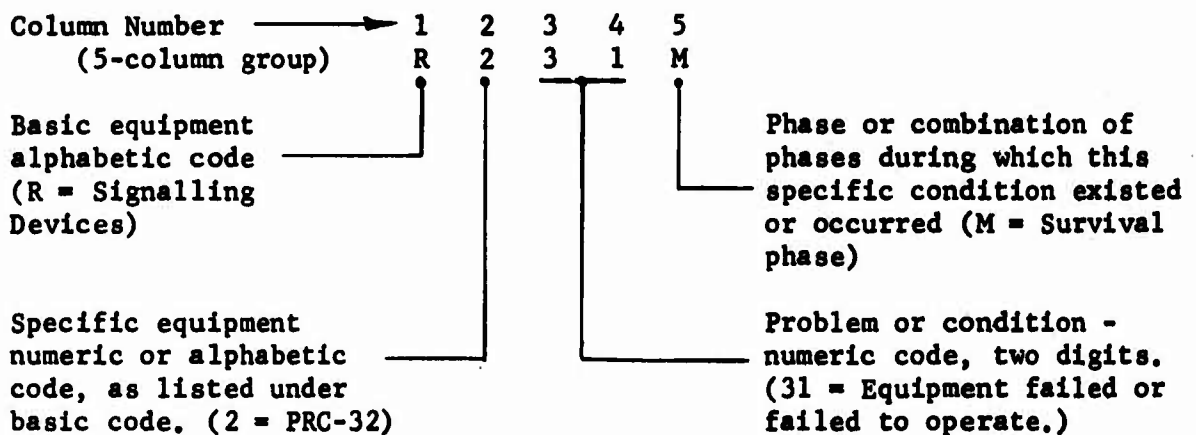 Column Number 1 2 3 4 5
(5-column group) R 2 3 1 M
Basic equipment
alphabetic code
(R = Signalling
Devices)
Phase or combination of
phases during which this
specific condition existed
or occurred (M = Survival
phase)
Specific equipment
numeric or alphabetic
code, as listed under
basic code. (2 = PRC-32)
Problem or condition -
numeric code, two digits.
(31 = Equipment failed or
failed to operate.)